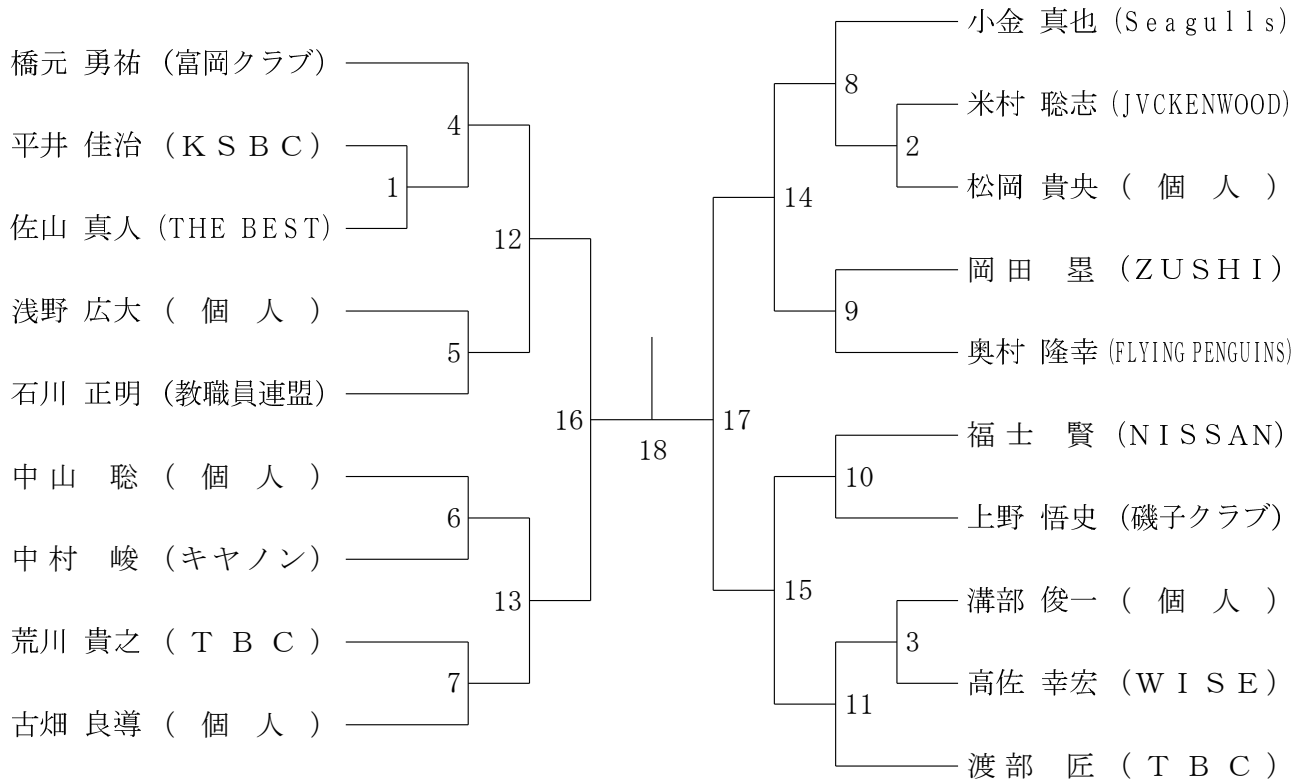 橋元 勇祐 (富岡クラブ)
平井 佳治 (ＫＳＢＣ)
佐山 真人 (THE BEST)
浅野 広大 (個人)
石川 正明 (教職員連盟)
中山 聡 (個人)
中村 峻 (キヤノン)
荒川 貴之 (ＴＢＣ)
古畑 良導 (個人)
1
4
5
6
7
12
13
16
18
17
14
15
8
2
9
10
3
11
小金 真也 (Seagulls)
米村 聡志 (JVCKENWOOD)
松岡 貴央 (個人)
岡田 塁 (ＺＵＳＨＩ)
奥村 隆幸 (FLYING PENGUINS)
福士 賢 (ＮＩＳＳＡＮ)
上野 悟史 (磯子クラブ)
溝部 俊一 (個人)
高佐 幸宏 (ＷＩＳＥ)
渡部 匠 (ＴＢＣ)